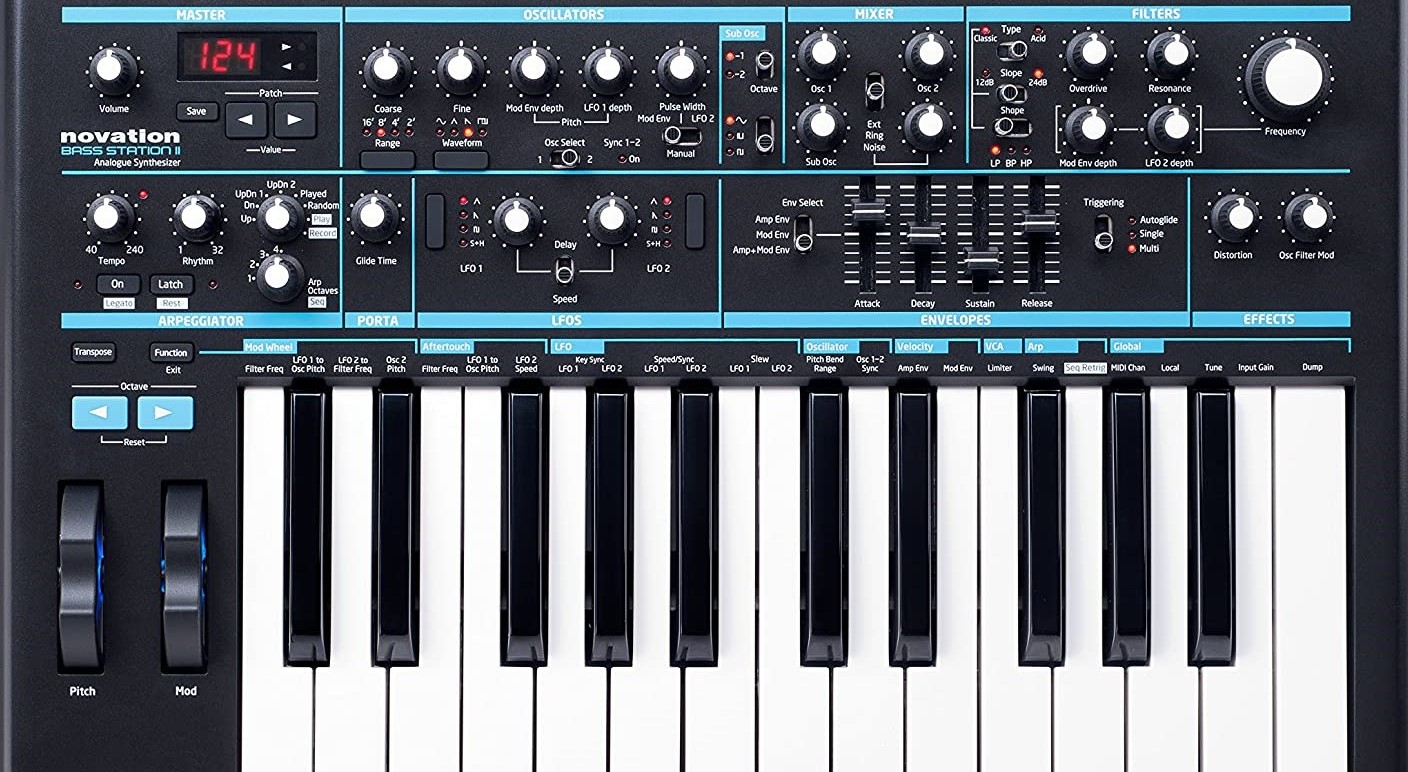 MASTER
OSCILLATORS
MIXER
FILTERS
124
Volume
Patch
Save
Value
novation
BASS STATION II
Analogue Synthesizer
Coarse
Fine
Mod Env depth
LFO 1 depth
Pulse Width
Pitch
Mod Env
LFO 2
Manual
16' 8' 4' 2'
Range
Waveform
Osc Select
1 2
Sync 1-2
On
Sub Osc
-1
-2
Octave
Osc 1
Osc 2
Sub Osc
Ext
Ring
Noise
Type
Classic
Acid
Slope
12dB
24dB
Shape
LP BP HP
Overdrive
Resonance
Mod Env depth
LFO 2 depth
Frequency
40 240
Tempo
1 32
Rhythm
UpDn 2
UpDn 1
Played
Dn
Random
Up
Play
Record
4
3
2
1
Arp
Octaves
Seq
On
Latch
Legato
Rest
Glide Time
S+H
LFO 1
Delay
Speed
S+H
LFO 2
Env Select
Amp Env
Mod Env
Amp+Mod Env
Attack
Decay
Sustain
Release
Triggering
Autoglide
Single
Multi
Distortion
Osc Filter Mod
ARPEGGIATOR
PORTA
LFOS
ENVELOPES
EFFECTS
Transpose
Function
Exit
Mod Wheel
Filter Freq
LFO 1 to
Osc Pitch
LFO 2 to
Filter Freq
Osc 2
Pitch
Aftertouch
Filter Freq
LFO 1 to
Osc Pitch
LFO 2
Speed
LFO
Key Sync
LFO 1 LFO 2
Speed/Sync
LFO 1 LFO 2
Slew
LFO 1 LFO 2
Oscillator
Pitch Bend
Range
Osc 1-2
Sync
Velocity
Amp Env
Mod Env
VCA
Limiter
Arp
Swing
Seq Retrig
Global
MIDI Chan
Local
Tune
Input Gain
Dump
Octave
Reset
Pitch
Mod